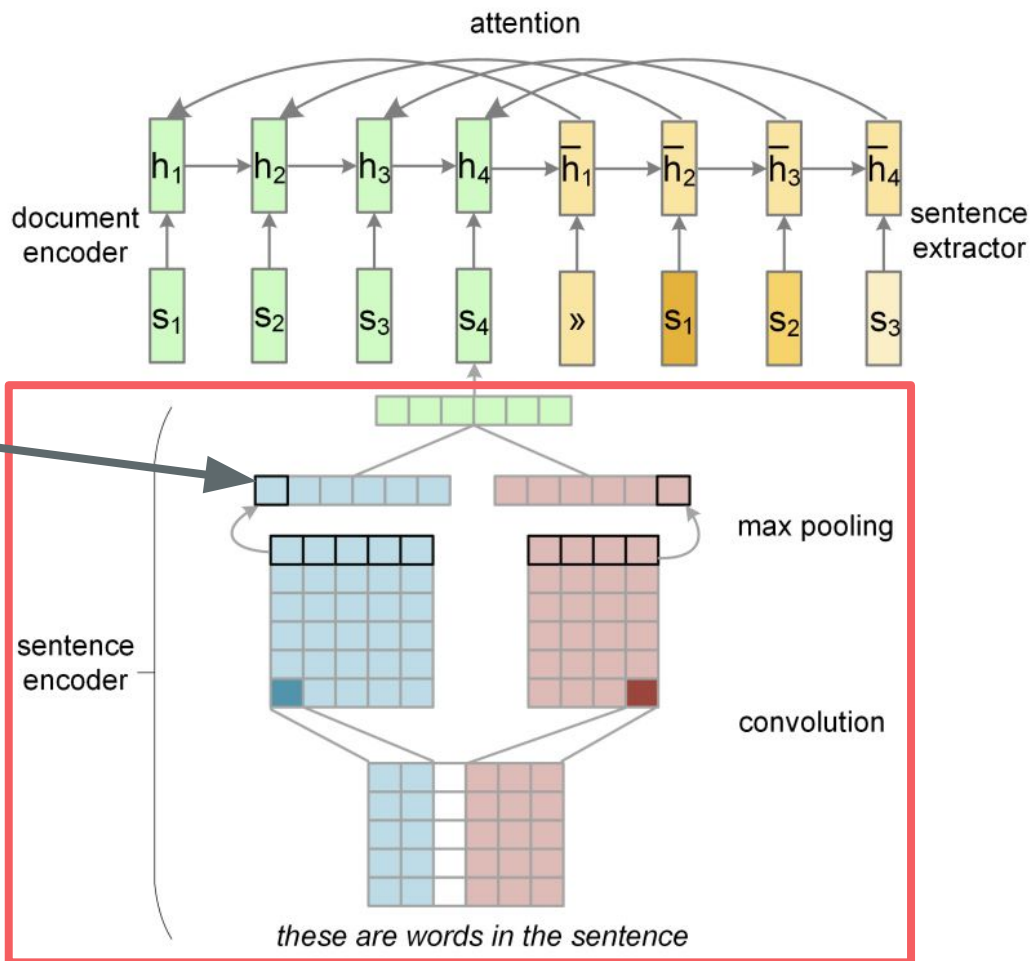 attention
h₁ h₂ h₃ h₄ h̄₁ h̄₂ h̄₃ h̄₄
document
encoder
sentence
extractor
s₁ s₂ s₃ s₄ » s₁ s₂ s₃
max pooling
sentence
encoder
convolution
these are words in the sentence